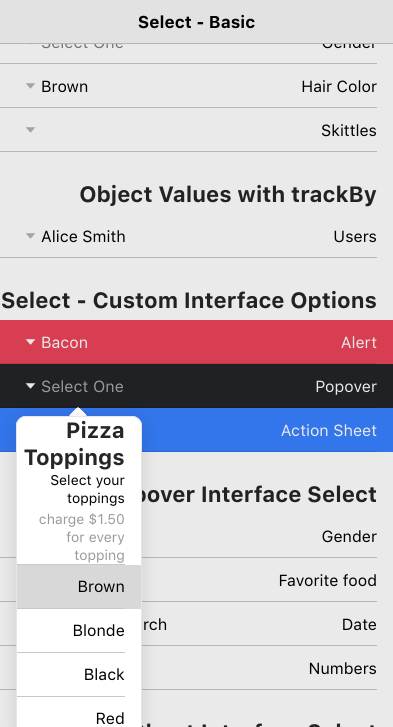 Select - Basic
Select One
Gender
Brown
Hair Color
Skittles
Object Values with trackBy
Alice Smith
Users
Select - Custom Interface Options
Bacon
Alert
Select One
Popover
Action Sheet
Pizza
Toppings
Select your
toppings
charge $1.50
for every
topping
Brown
Blonde
Black
Red
pover Interface Select
Gender
Favorite food
rch
Date
Numbers